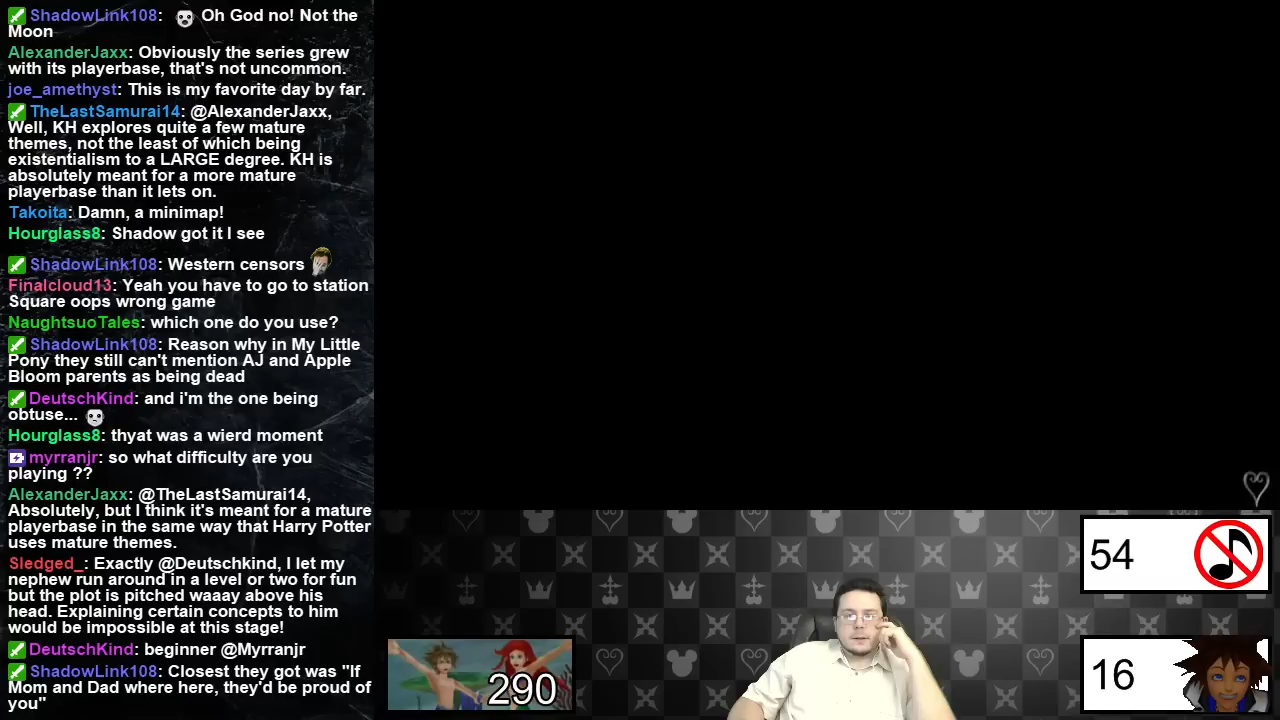 ShadowLink108: Oh God no! Not the
Moon
AlexanderJaxx: Obviously the series grew
with its playerbase, that's not uncommon.
joe_amethyst: This is my favorite day by far.
TheLastSamurai14: @AlexanderJaxx,
Well, KH explores quite a few mature
themes, not the least of which being
existentialism to a LARGE degree. KH is
absolutely meant for a more mature
playerbase than it lets on.
Takoita: Damn, a minimap!
Hourglass8: Shadow got it I see
ShadowLink108: Western censors
Finalcloud13: Yeah you have to go to station
Square oops wrong game
NaughtsuoTales: which one do you use?
ShadowLink108: Reason why in My Little
Pony they still can't mention AJ and Apple
Bloom parents as being dead
DeutschKind: and i'm the one being
obtuse...
Hourglass8: thyat was a wierd moment
myrranjr: so what difficulty are you
playing ??
AlexanderJaxx: @TheLastSamurai14,
Absolutely, but I think it's meant for a mature
playerbase in the same way that Harry Potter
uses mature themes.
Sledged_: Exactly @Deutschkind, I let my
nephew run around in a level or two for fun
but the plot is pitched waaay above his
head. Explaining certain concepts to him
would be impossible at this stage!
DeutschKind: beginner @Myrranjr
ShadowLink108: Closest they got was "If
Mom and Dad where here, they'd be proud of
you"
54
290
16